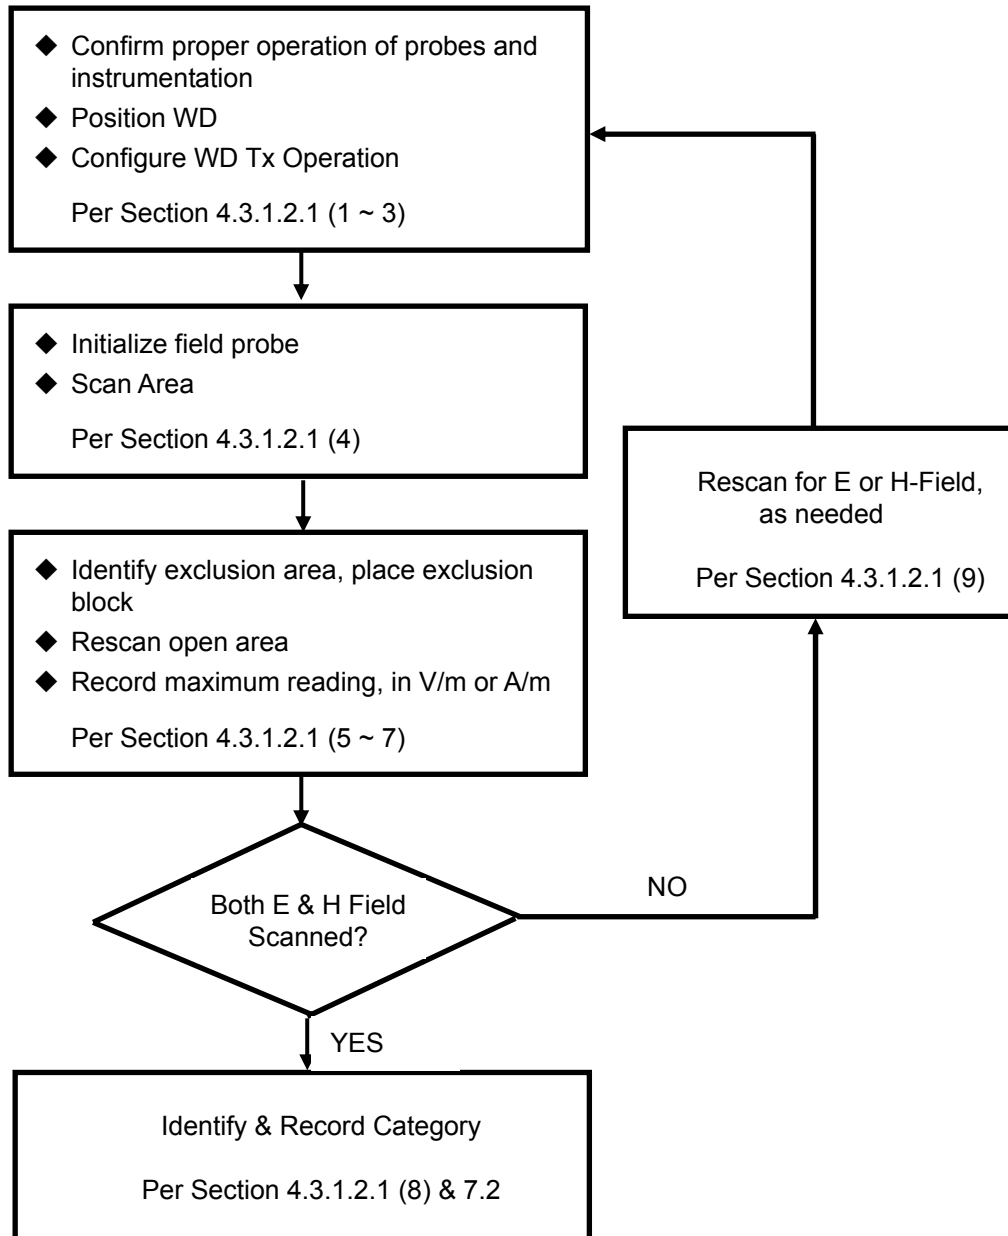 ◆ Confirm proper operation of probes and
instrumentation
◆ Position WD
◆ Configure WD Tx Operation
Per Section 4.3.1.2.1 (1 ~ 3)
◆ Initialize field probe
◆ Scan Area
Per Section 4.3.1.2.1 (4)
Rescan for E or H-Field,
as needed
Per Section 4.3.1.2.1 (9)
◆ Identify exclusion area, place exclusion
block
◆ Rescan open area
◆ Record maximum reading, in V/m or A/m
Per Section 4.3.1.2.1 (5 ~ 7)
Both E & H Field
Scanned?
NO
YES
Identify & Record Category
Per Section 4.3.1.2.1 (8) & 7.2